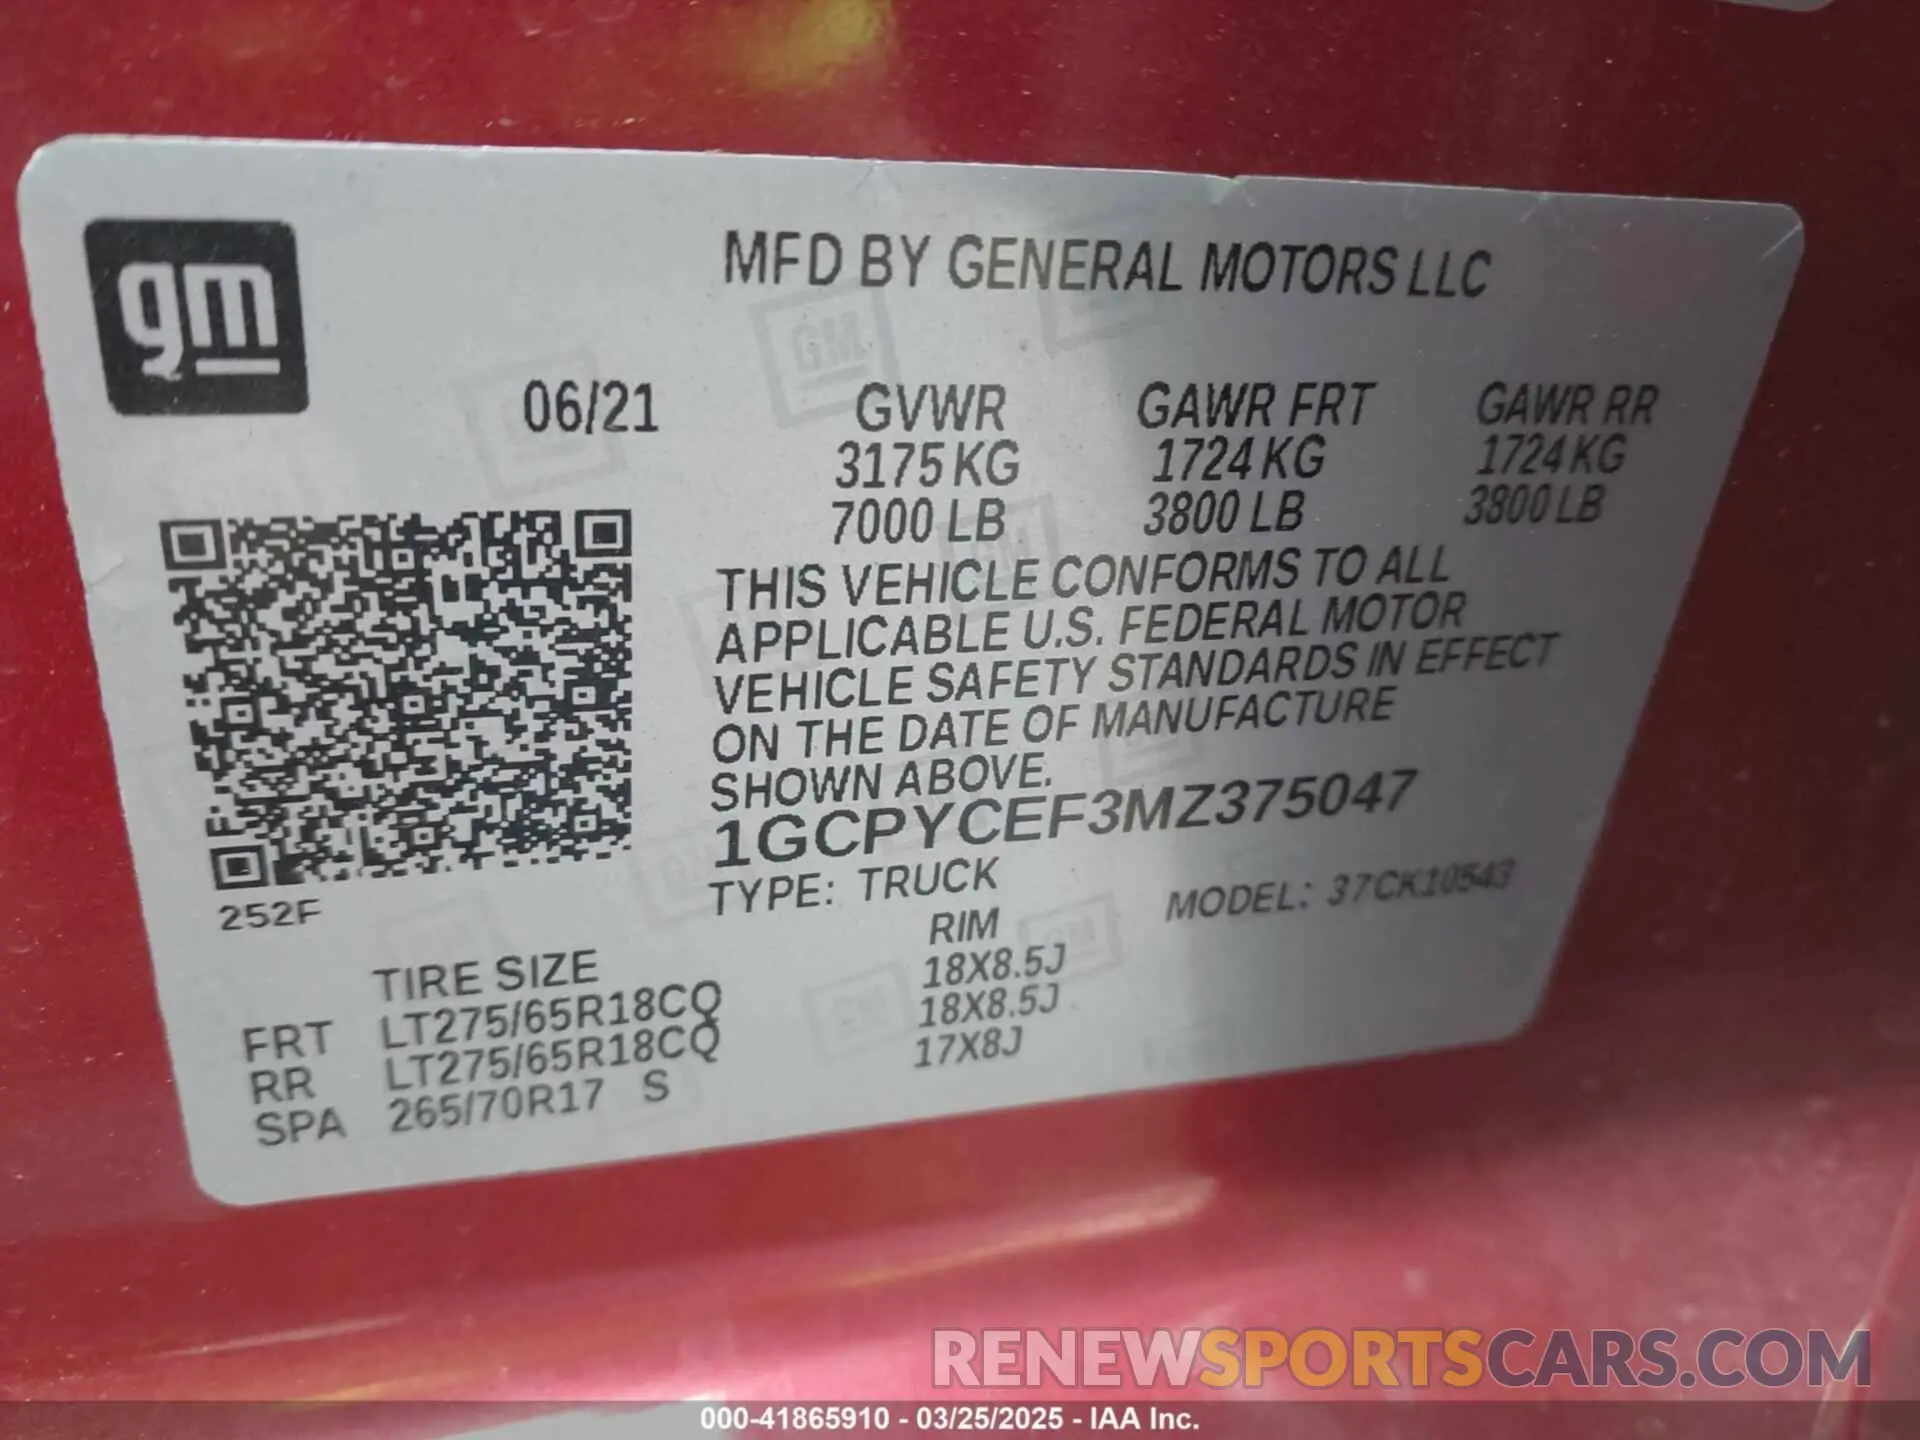 gm
MFD BY GENERAL MOTORS LLC
06/21 GVWR GAWR FRT GAWR RR
3175 KG 1724 KG 1724 KG
7000 LB 3800 LB 3800 LB
THIS VEHICLE CONFORMS TO ALL
APPLICABLE U.S. FEDERAL MOTOR
VEHICLE SAFETY STANDARDS IN EFFECT
ON THE DATE OF MANUFACTURE
SHOWN ABOVE.
1GCPYCEF3MZ375047
252F
TYPE: TRUCK MODEL: 37CK10543
TIRE SIZE RIM
FRT LT275/65R18CQ 18X8.5J
RR LT275/65R18CQ 18X8.5J
SPA 265/70R17 S 17X8J
RENEWSPORTSCARS.COM
000-41865910 - 03/25/2025 - IAA Inc.